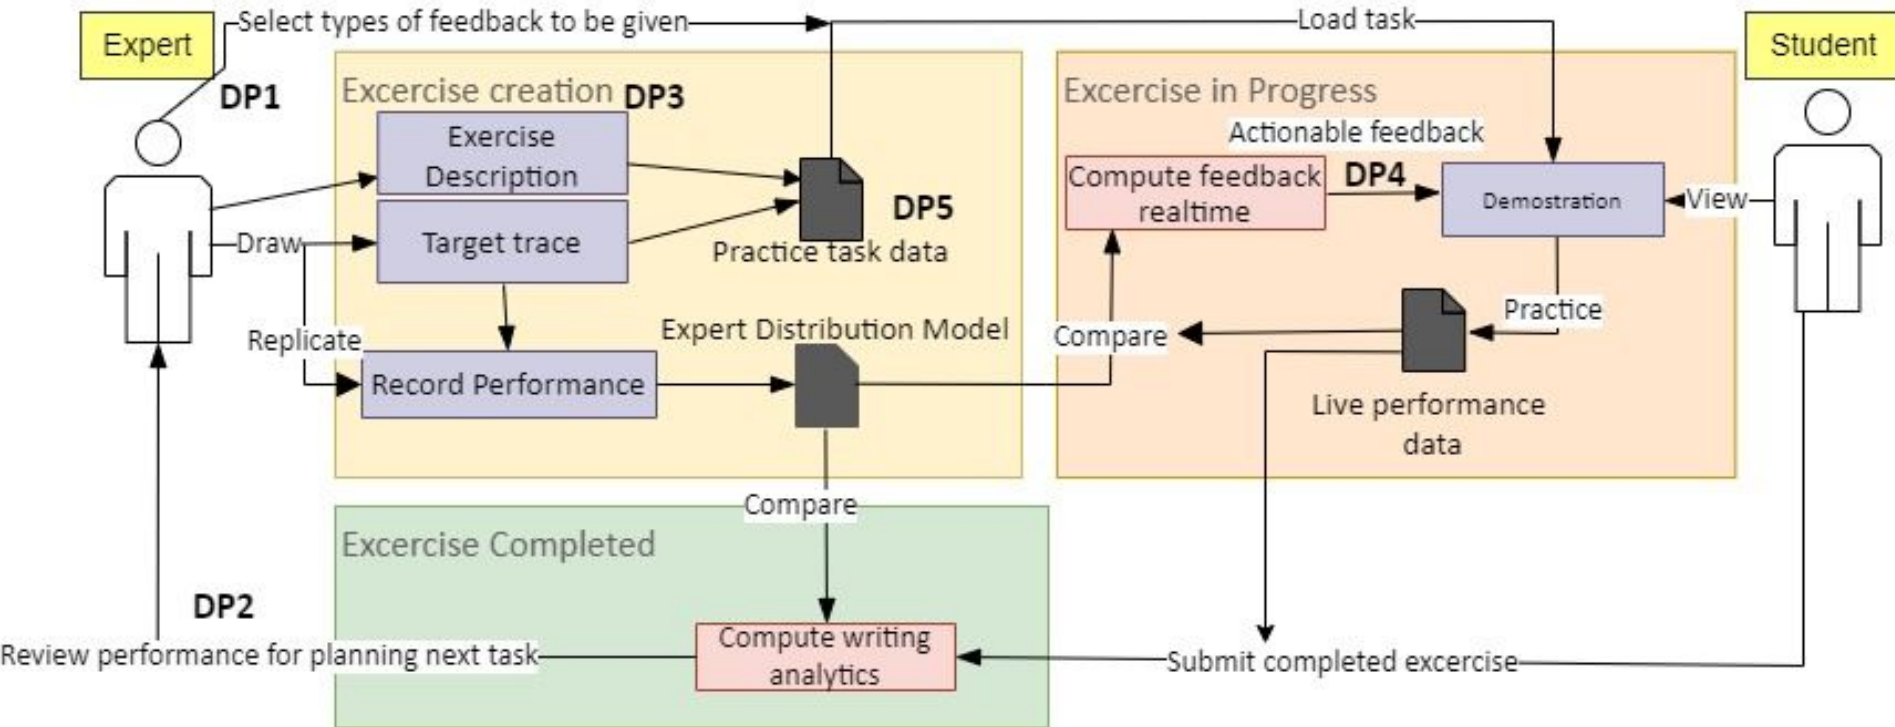 Select types of feedback to be given
Load task
Expert
Student
DP1
Excercise creation
DP3
Excercise in Progress
Exercise
Description
Actionable feedback
Compute feedback
realtime
DP4
Demostration
View
DP5
Draw
Target trace
Practice task data
Practice
Replicate
Expert Distribution Model
Compare
Record Performance
Live performance
data
Compare
Excercise Completed
DP2
Review performance for planning next task
Compute writing
analytics
Submit completed excercise